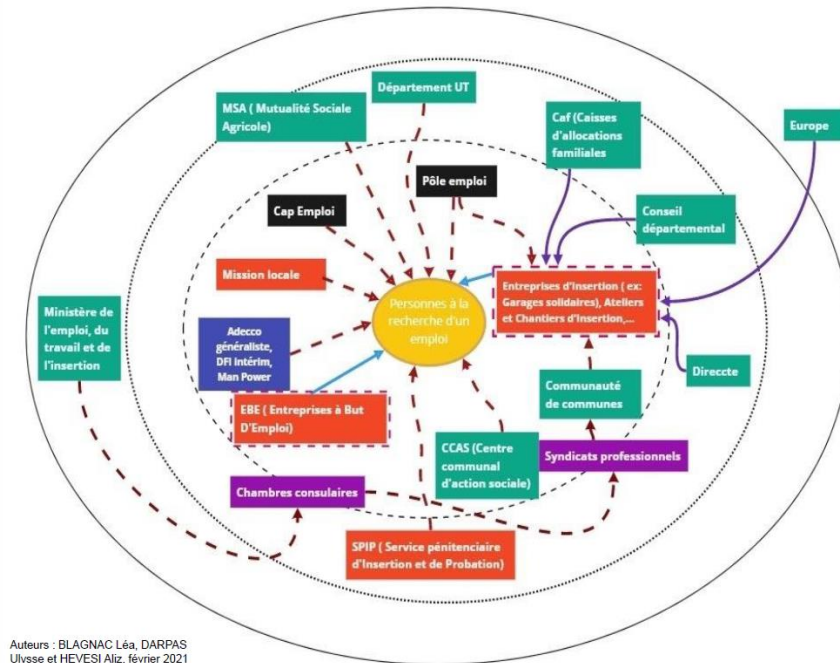 Département UT
MSA ( Mutualité Sociale
Agricole)
Caf (Caisses
d'allocations
familiales
Europe
Pôle emploi
Cap Emploi
Conseil
départemental
Mission locale
Personnes à la
recherche d'un
emploi
Entreprises d'Insertion ( ex:
Garages solidaires), Ateliers
et Chantiers d'Insertion,...
Ministère de
l'emploi, du
travail et de
l'insertion
Adecco
généraliste,
DFI intérim,
Man Power
Direccte
Communauté
de communes
EBE ( Entreprises à But
D'Emploi)
CCAS (Centre
communal
d'action sociale)
Syndicats professionnels
Chambres consulaires
SPIP ( Service pénitenciaire
d'Insertion et de Probation)
Auteurs : BLAGNAC Léa, DARPAS
Ulysse et HEVESI Aliz. février 2021